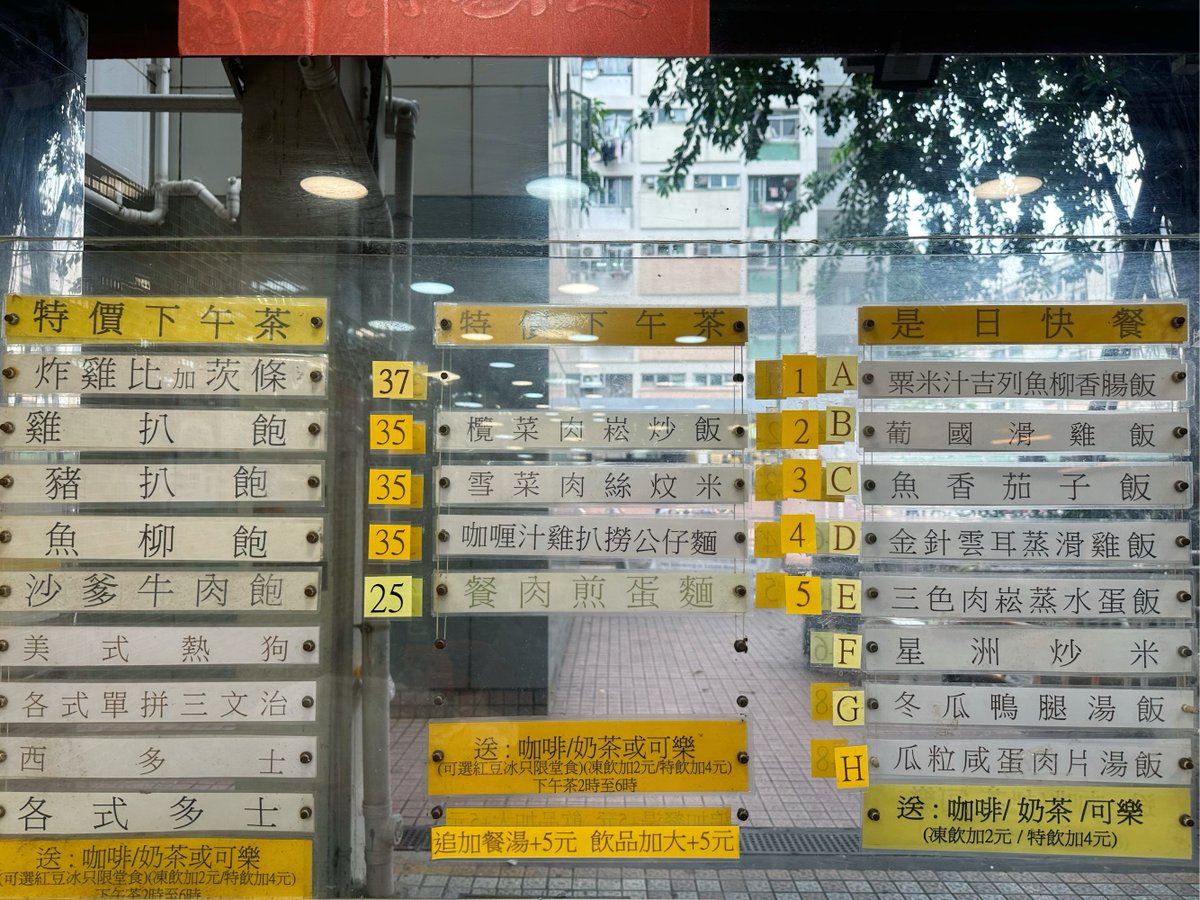 特價下午茶
炸雞比加茨條
雞扒飽
豬扒飽
魚柳飽
沙爹牛肉飽
美式熱狗
各式單拼三文治
西多士
各式多士
送:咖啡/奶茶或可樂
(可選紅豆冰只限堂食)(凍飲加2元/特飲加4元)
下午茶2時至6時
37
35
35
35
25
特價下午茶
欖菜肉崧炒飯
雪菜肉絲炆米
咖喱汁雞扒撈公仔麵
餐肉煎蛋麵
送:咖啡/奶茶或可樂
(可選紅豆冰只限堂食)(凍飲加2元/特飲加4元)
下午茶2時至6時
追加餐湯+5元 飲品加大+5元
1
2
3
4
5
是日快餐
A 粟米汁吉列魚柳香腸飯
B 葡國滑雞飯
C 魚香茄子飯
D 金針雲耳蒸滑雞飯
E 三色肉崧蒸水蛋飯
F 星洲炒米
G 冬瓜鴨腿湯飯
H 瓜粒咸蛋肉片湯飯
送:咖啡/ 奶茶 /可樂
(凍飲加2元 / 特飲加4元)